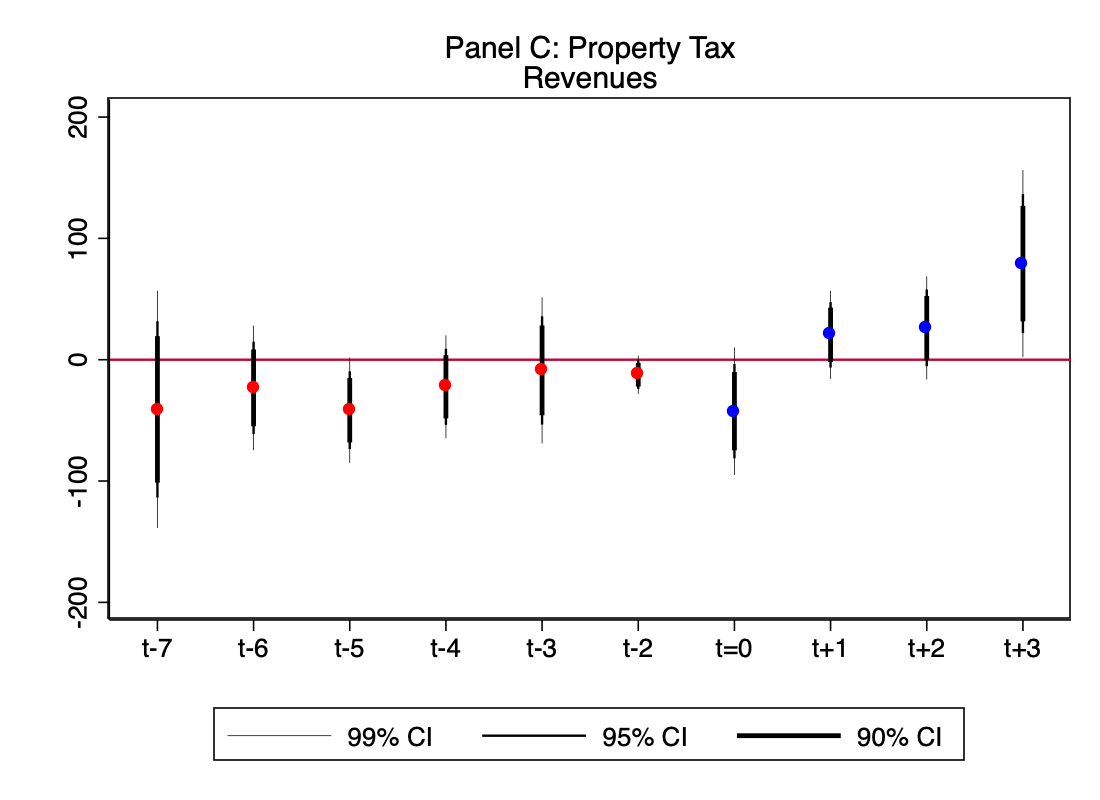 Panel C: Property Tax
Revenues
200
100
0
-100
-200
t-7 t-6 t-5 t-4 t-3 t-2 t=0 t+1 t+2 t+3
99% CI 95% CI 90% CI